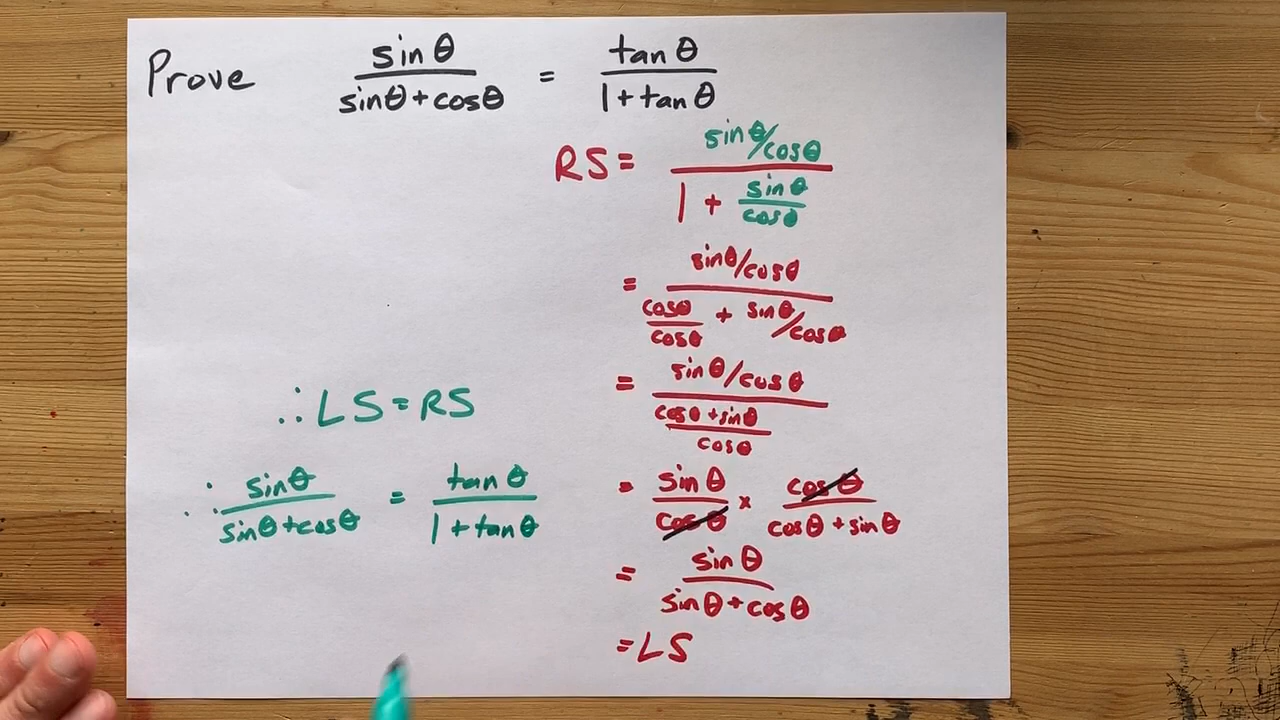 Prove sinθ/(sinθ+cosθ) = tanθ/(1+tanθ)
RS = (sinθ/cosθ)/(1 + sinθ/cosθ)
= (sinθ/cosθ)/(cosθ/cosθ + sinθ/cosθ)
= (sinθ/cosθ)/((cosθ+sinθ)/cosθ)
= sinθ/cosθ × cosθ/(cosθ+sinθ)
= sinθ/(sinθ+cosθ)
= LS
∴ LS = RS
∴ sinθ/(sinθ+cosθ) = tanθ/(1+tanθ)